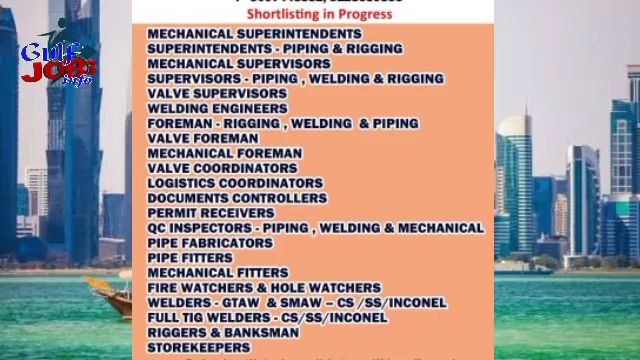 Shortlisting in Progress
Gulf
JOBS
info
MECHANICAL SUPERINTENDENTS
SUPERINTENDENTS - PIPING & RIGGING
MECHANICAL SUPERVISORS
SUPERVISORS - PIPING , WELDING & RIGGING
VALVE SUPERVISORS
WELDING ENGINEERS
FOREMAN - RIGGING , WELDING & PIPING
VALVE FOREMAN
MECHANICAL FOREMAN
VALVE COORDINATORS
LOGISTICS COORDINATORS
DOCUMENTS CONTROLLERS
PERMIT RECEIVERS
QC INSPECTORS - PIPING , WELDING & MECHANICAL
PIPE FABRICATORS
PIPE FITTERS
MECHANICAL FITTERS
FIRE WATCHERS & HOLE WATCHERS
WELDERS - GTAW & SMAW – CS /SS/INCONEL
FULL TIG WELDERS - CS/SS/INCONEL
RIGGERS & BANKSMAN
STOREKEEPERS